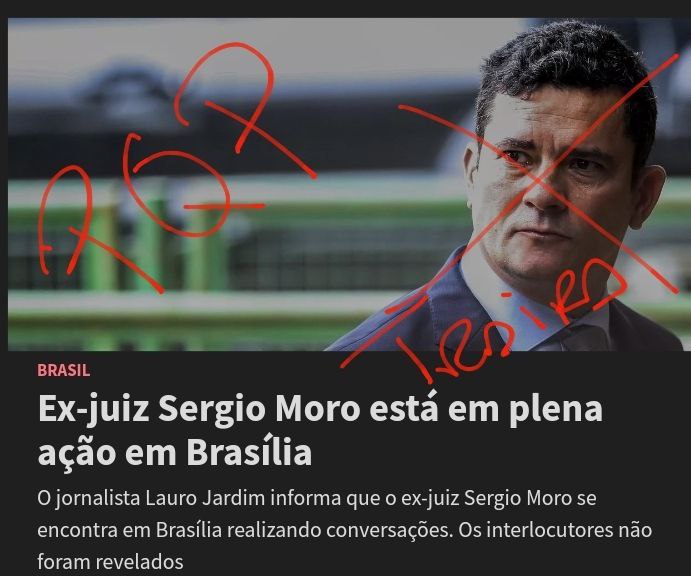 BRASIL
Ex-juiz Sergio Moro está em plena
ação em Brasília
O jornalista Lauro Jardim informa que o ex-juiz Sergio Moro se
encontra em Brasília realizando conversações. Os interlocutores não
foram revelados